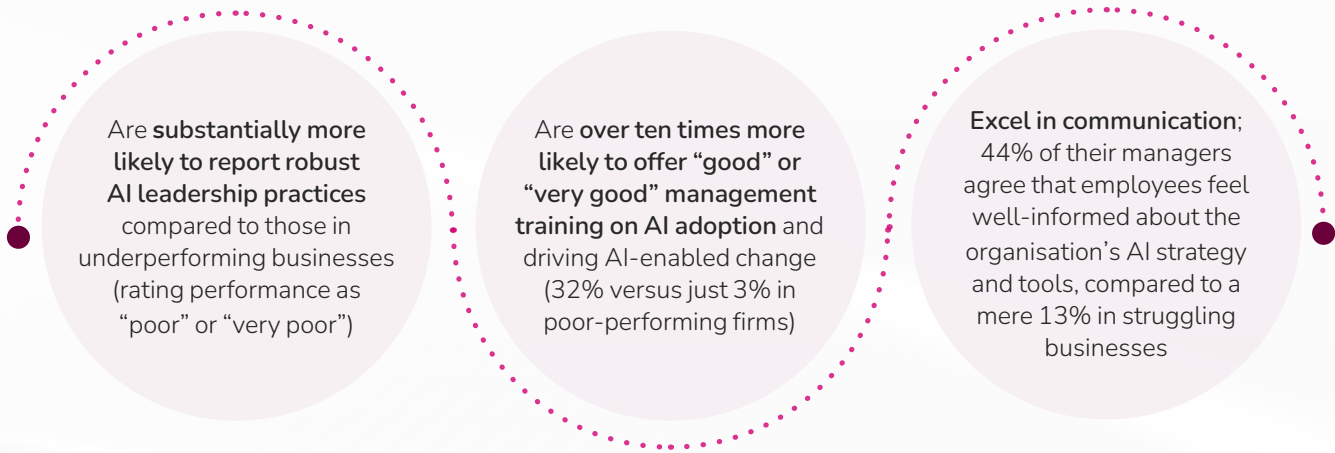 Are substantially more
likely to report robust
AI leadership practices
compared to those in
underperforming businesses
(rating performance as
“poor” or “very poor”)
Are over ten times more
likely to offer “good” or
“very good” management
training on AI adoption and
driving AI-enabled change
(32% versus just 3% in
poor-performing firms)
Excel in communication;
44% of their managers
agree that employees feel
well-informed about the
organisation’s AI strategy
and tools, compared to a
mere 13% in struggling
businesses